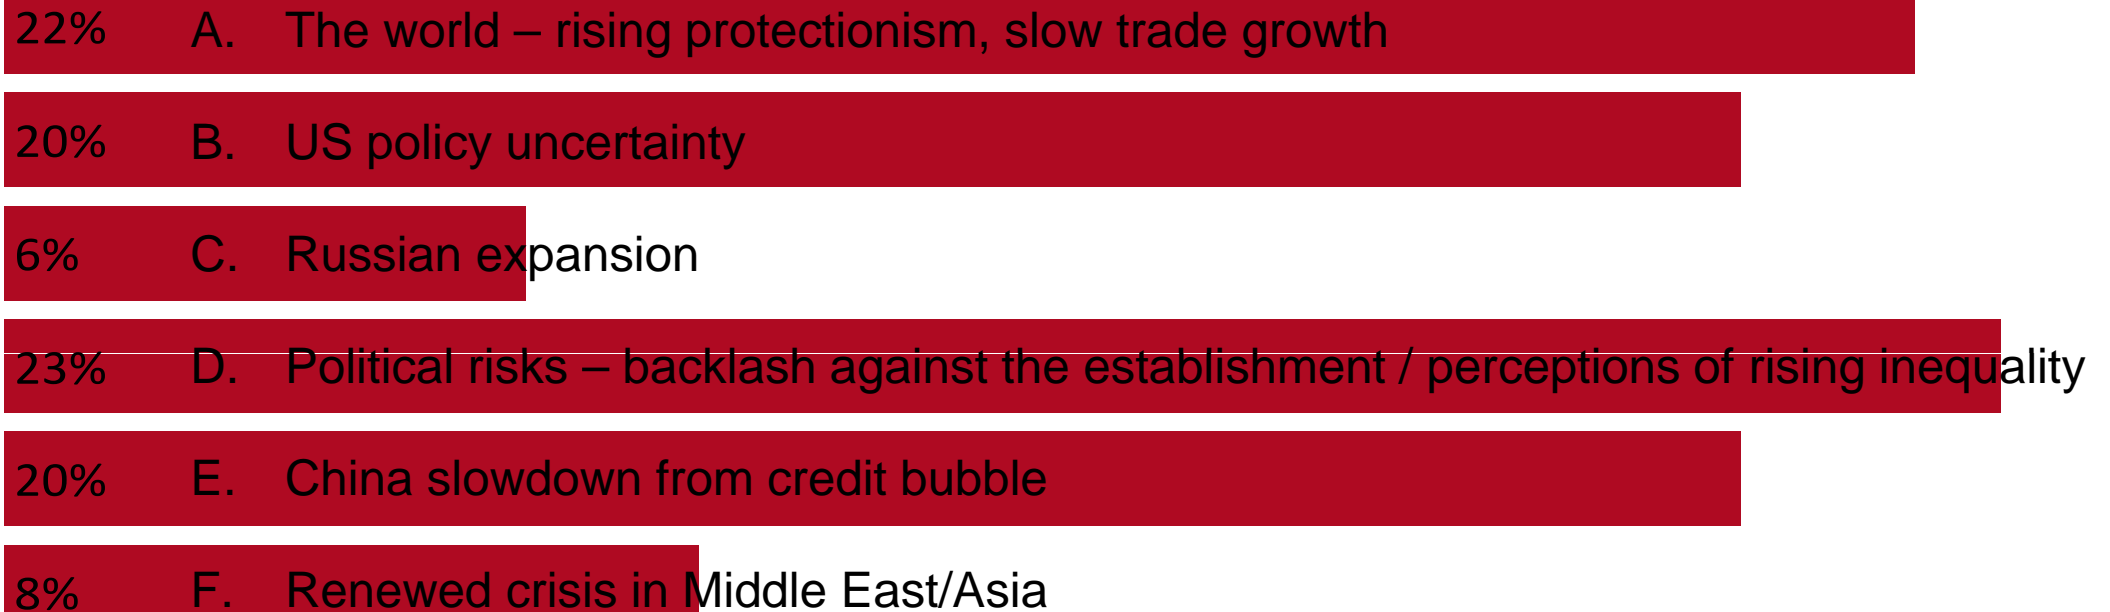 22% A. The world – rising protectionism, slow trade growth
20% B. US policy uncertainty
6% C. Russian expansion
23% D. Political risks – backlash against the establishment / perceptions of rising inequality
20% E. China slowdown from credit bubble
8% F. Renewed crisis in Middle East/Asia